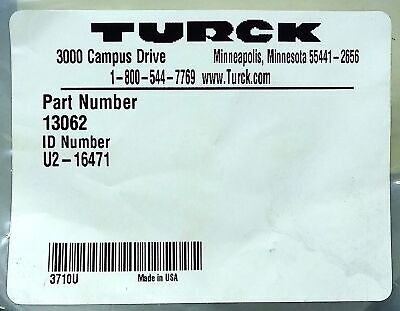 TURCK
3000 Campus Drive Minneapolis, Minnesota 55441-2656
1-800-544-7769 www.Turck.com
Part Number
13062
ID Number
U2-16471
3710U Made in USA